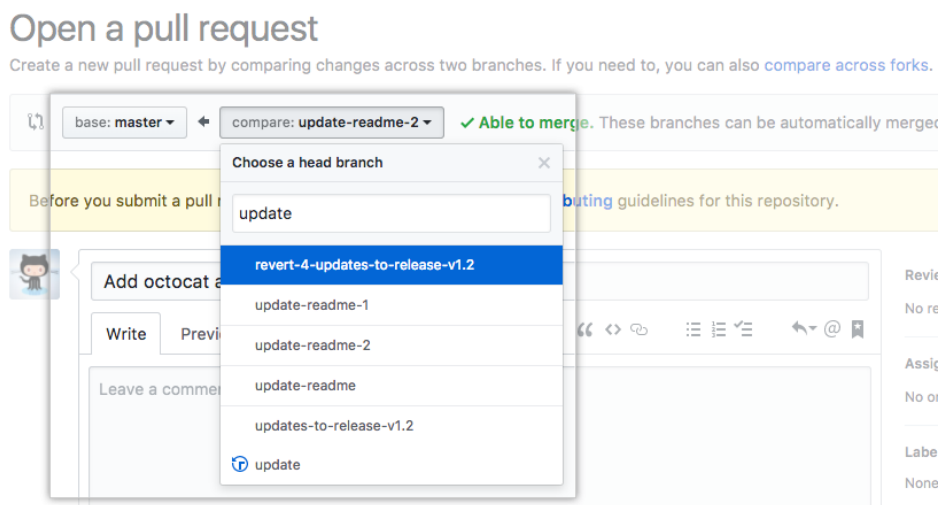 Open a pull request
Create a new pull request by comparing changes across two branches. If you need to, you can also compare across forks.
base: master compare: update-readme-2 Able to merge. These branches can be automatically merged
Choose a head branch
Before you submit a pull buting guidelines for this repository.
update
revert-4-updates-to-release-v1.2
Add octocat a
update-readme-1
Write Previ
update-readme-2
update-readme
Leave a comme
updates-to-release-v1.2
update
Revie
No re
Assig
No o
Labe
None